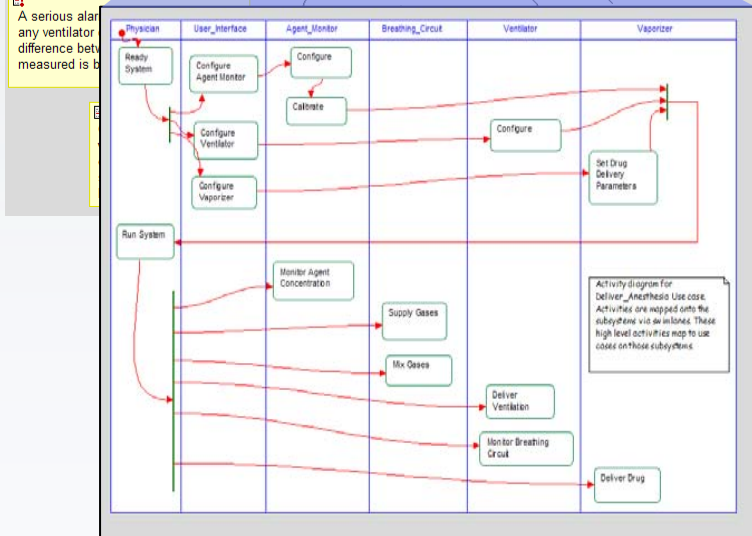 A serious alar
any ventilator
difference betw
measured is b
Physician
User_Interface
Agent_Monitor
Breathing_Circuit
Ventilator
Vaporizer
Ready
System
Configure
Agent Monitor
Configure
Calibrate
Configure
Ventilator
Configure
Configure
Vaporizer
Set Drug
Delivery
Parameters
Run System
Monitor Agent
Concentration
Supply Gases
Mix Gases
Deliver
Ventilation
Monitor Breathing
Circuit
Deliver Drug
Activity diagram for
Deliver_Anesthesia Use case.
Activities are mapped onto the
subsystems via swimlanes. These
high level activities map to use
cases on those subsystems.